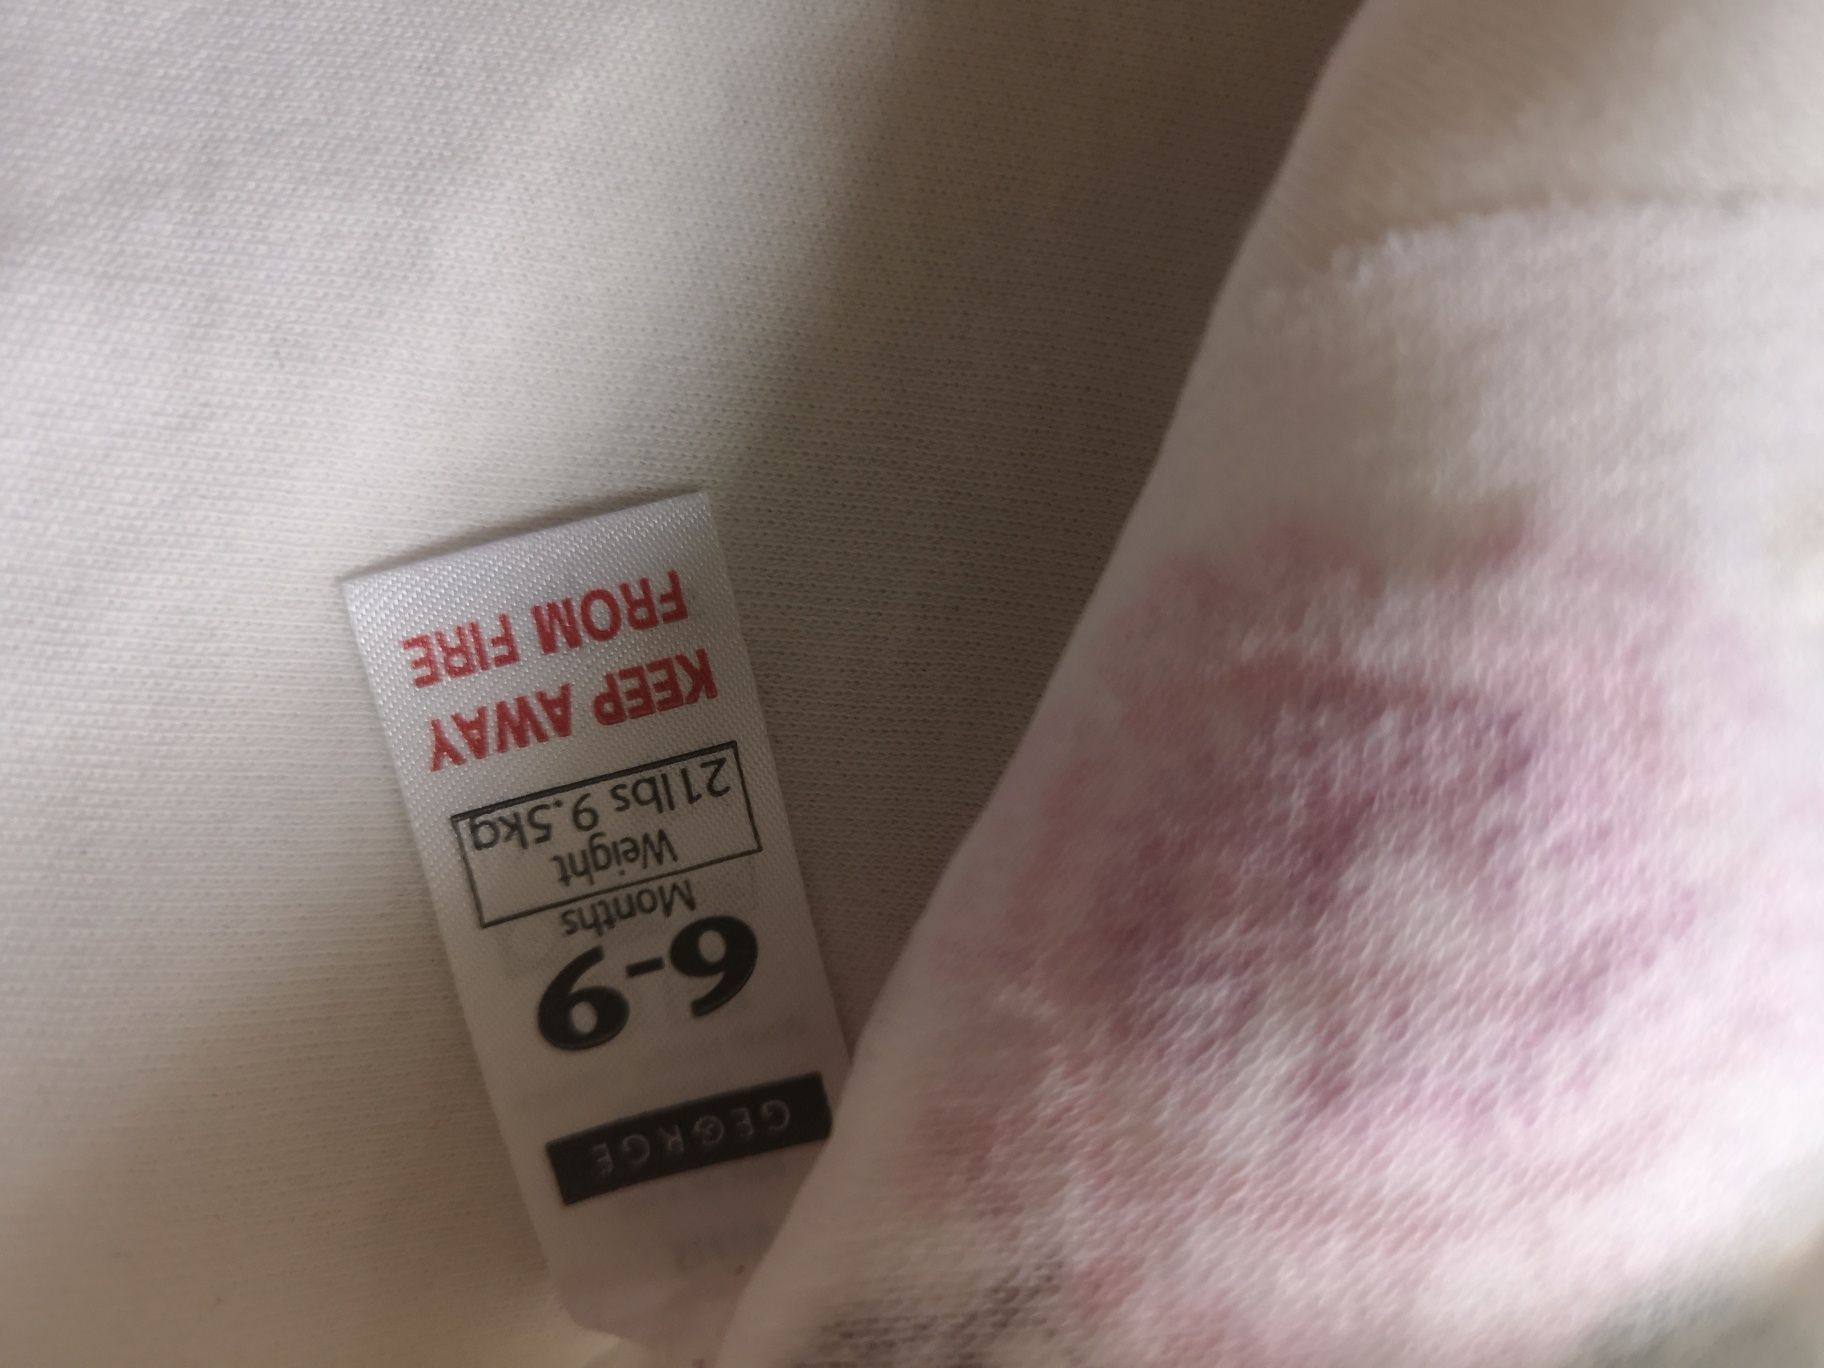 GEORGE
6-9
Months
Weight
21lbs 9.5kg
KEEP AWAY
FROM FIRE